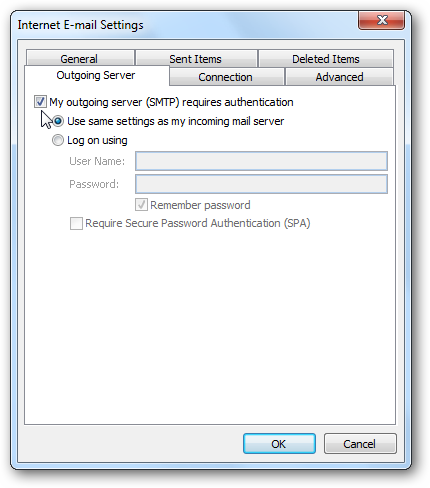 Internet E-mail Settings
General Sent Items Deleted Items
Outgoing Server Connection Advanced
My outgoing server (SMTP) requires authentication
Use same settings as my incoming mail server
Log on using
User Name:
Password:
Remember password
Require Secure Password Authentication (SPA)
OK Cancel